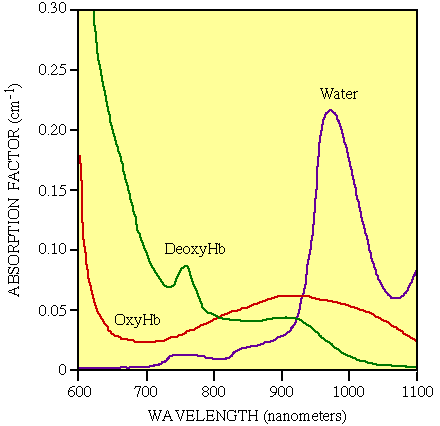 0.30
0.25
0.20
0.15
0.10
0.05
0
ABSORPTION FACTOR (cm-1)
Water
DeoxyHb
OxyHb
600 700 800 900 1000 1100
WAVELENGTH (nanometers)